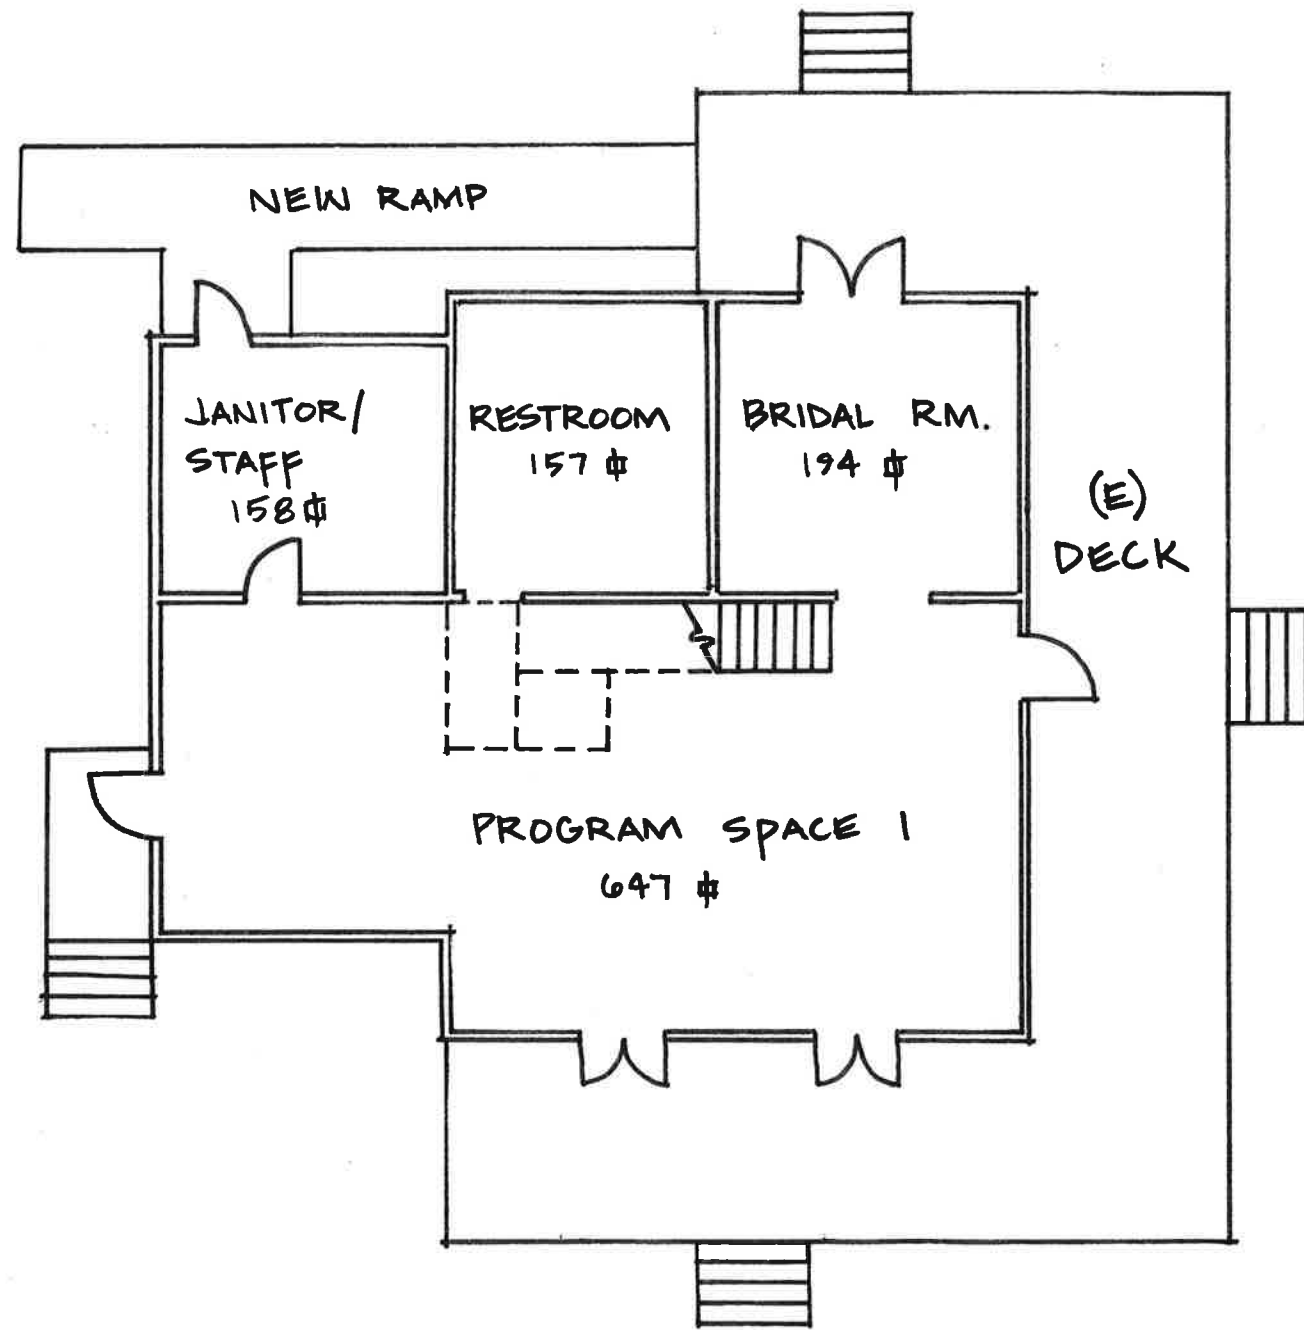 NEW RAMP
JANITOR/
STAFF
158 ⌷
RESTROOM
157 ⌷
BRIDAL RM.
194 ⌷
(E)
DECK
PROGRAM SPACE 1
647 ⌷